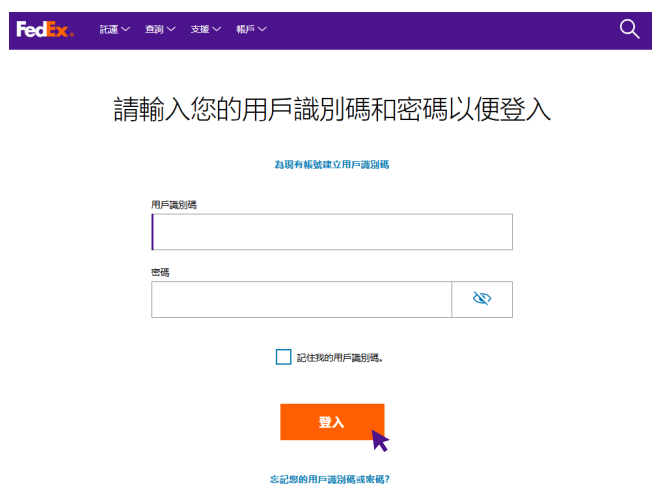 FedEx®
託運 查詢 支援 帳戶
請輸入您的用戶識別碼和密碼以便登入
為現有帳號建立用戶識別碼
用戶識別碼
密碼
記住我的用戶識別碼。
登入
忘記您的用戶識別碼或密碼?